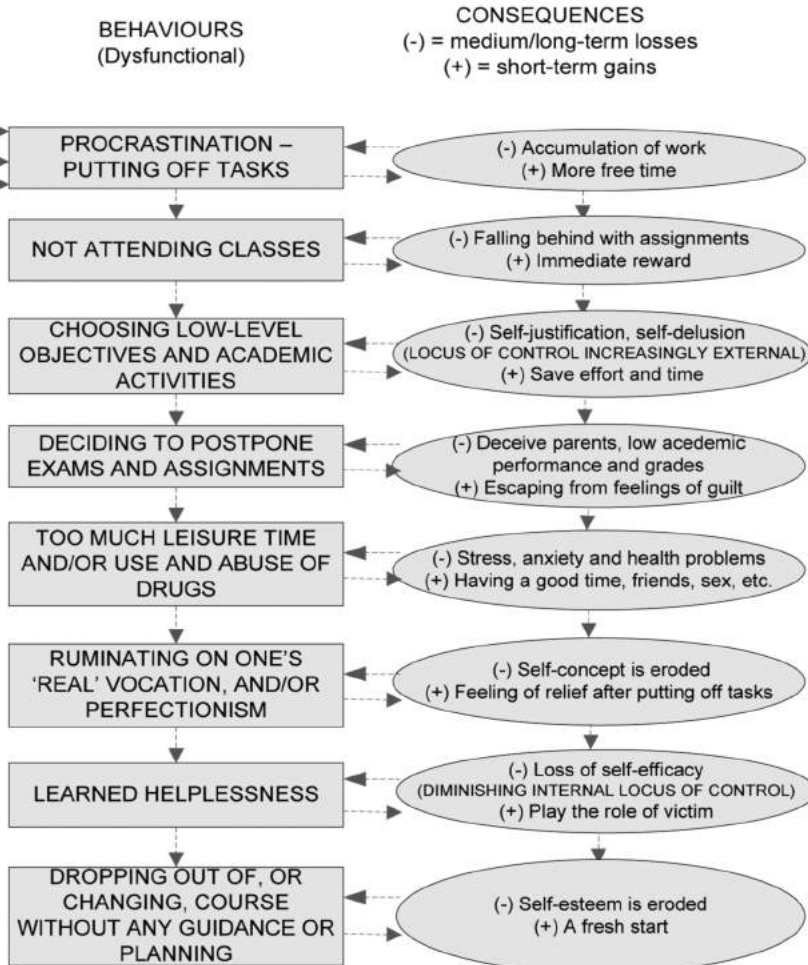 BEHAVIOURS
(Dysfunctional)
CONSEQUENCES
(-) = medium/long-term losses
(+) = short-term gains
PROCRASTINATION –
PUTTING OFF TASKS
(-) Accumulation of work
(+) More free time
NOT ATTENDING CLASSES
(-) Falling behind with assignments
(+) Immediate reward
CHOOSING LOW-LEVEL
OBJECTIVES AND ACADEMIC
ACTIVITIES
(-) Self-justification, self-delusion
(LOCUS OF CONTROL INCREASINGLY EXTERNAL)
(+) Save effort and time
DECIDING TO POSTPONE
EXAMS AND ASSIGNMENTS
(-) Deceive parents, low acedemic
performance and grades
(+) Escaping from feelings of guilt
TOO MUCH LEISURE TIME
AND/OR USE AND ABUSE OF
DRUGS
(-) Stress, anxiety and health problems
(+) Having a good time, friends, sex, etc.
RUMINATING ON ONE'S
'REAL' VOCATION, AND/OR
PERFECTIONISM
(-) Self-concept is eroded
(+) Feeling of relief after putting off tasks
LEARNED HELPLESSNESS
(-) Loss of self-efficacy
(DIMINISHING INTERNAL LOCUS OF CONTROL)
(+) Play the role of victim
DROPPING OUT OF, OR
CHANGING, COURSE
WITHOUT ANY GUIDANCE OR
PLANNING
(-) Self-esteem is eroded
(+) A fresh start